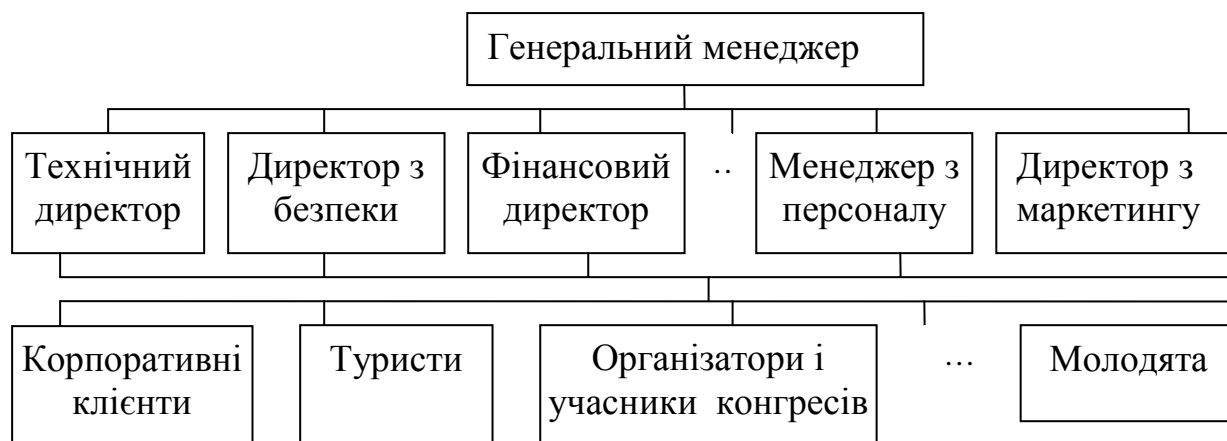 Генеральний менеджер
Технічний
директор
Директор з
безпеки
Фінансовий
директор
..
Менеджер з
персоналу
Директор з
маркетингу
Корпоративні
клієнти
Туристи
Організатори і
учасники конгресів
...
Молодята